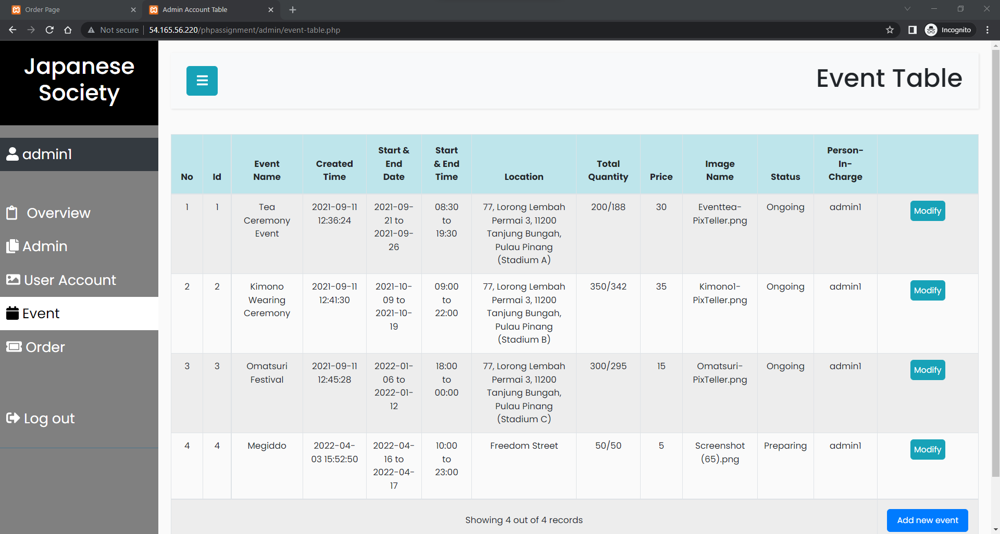 Order Page
Admin Account Table
Not secure
54.165.56.220/phpassignment/admin/event-table.php
Incognito
Japanese
Society
admin1
Overview
Admin
User Account
Event
Order
Log out
Event Table
No
Id
Event
Name
Created
Time
Start &
End
Date
Start
& End
Time
Location
Total
Quantity
Price
Image
Name
Status
Person-
In-
Charge
1
1
Tea
Ceremony
Event
2021-09-11
12:36:24
2021-09-
21 to
2021-09-
26
08:30
to
19:30
77, Lorong Lembah
Permai 3, 11200
Tanjung Bungah,
Pulau Pinang
(Stadium A)
200/188
30
Eventtea-
PixTeller.png
Ongoing
admin1
Modify
2
2
Kimono
Wearing
Ceremony
2021-09-11
12:41:30
2021-10-
09 to
2021-10-
19
09:00
to
22:00
77, Lorong Lembah
Permai 3, 11200
Tanjung Bungah,
Pulau Pinang
(Stadium B)
350/342
35
Kimono1-
PixTeller.png
Ongoing
admin1
Modify
3
3
Omatsuri
Festival
2021-09-11
12:45:28
2022-01-
06 to
2022-01-
12
18:00
to
00:00
77, Lorong Lembah
Permai 3, 11200
Tanjung Bungah,
Pulau Pinang
(Stadium C)
300/295
15
Omatsuri-
PixTeller.png
Ongoing
admin1
Modify
4
4
Megiddo
2022-04-
03 15:52:50
2022-04-
16 to
2022-04-
17
10:00
to
23:00
Freedom Street
50/50
5
Screenshot
(65).png
Preparing
admin1
Modify
Showing 4 out of 4 records
Add new event